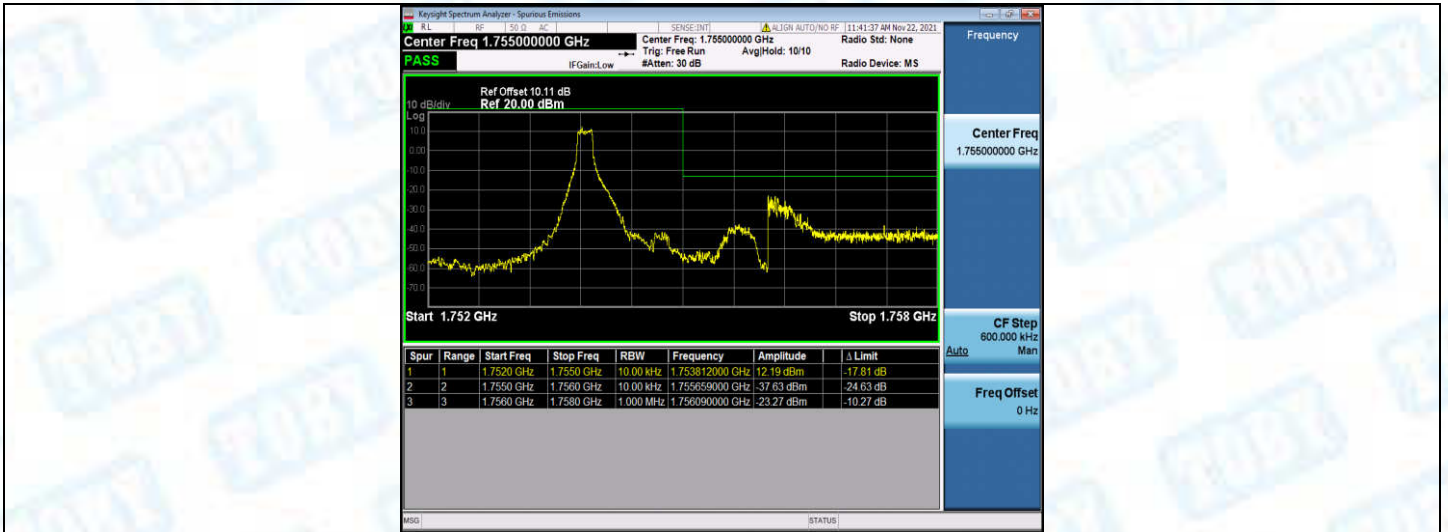 Keysight Spectrum Analyzer - Spurious Emissions
RL RF 50 Ω AC SENSE:INT ALIGN AUTO/NO RF 11:41:37 AM Nov 22, 2021
Center Freq 1.755000000 GHz
Center Freq: 1.755000000 GHz Radio Std: None
Trig: Free Run Avg|Hold: 10/10
PASS IFGain:Low #Atten: 30 dB Radio Device: MS
Frequency
Ref Offset 10.11 dB
10 dB/div Ref 20.00 dBm
Log
10.0
0.00
-10.0
-20.0
-30.0
-40.0
-50.0
-60.0
-70.0
Start 1.752 GHz Stop 1.758 GHz
Center Freq
1.755000000 GHz
CF Step
600.000 kHz
Auto Man
Freq Offset
0 Hz
Spur Range Start Freq Stop Freq RBW Frequency Amplitude Δ Limit
1 1 1.7520 GHz 1.7550 GHz 10.00 kHz 1.753812000 GHz 12.19 dBm -17.81 dB
2 2 1.7550 GHz 1.7560 GHz 10.00 kHz 1.755659000 GHz -37.63 dBm -24.63 dB
3 3 1.7560 GHz 1.7580 GHz 1.000 MHz 1.756090000 GHz -23.27 dBm -10.27 dB
MSG STATUS